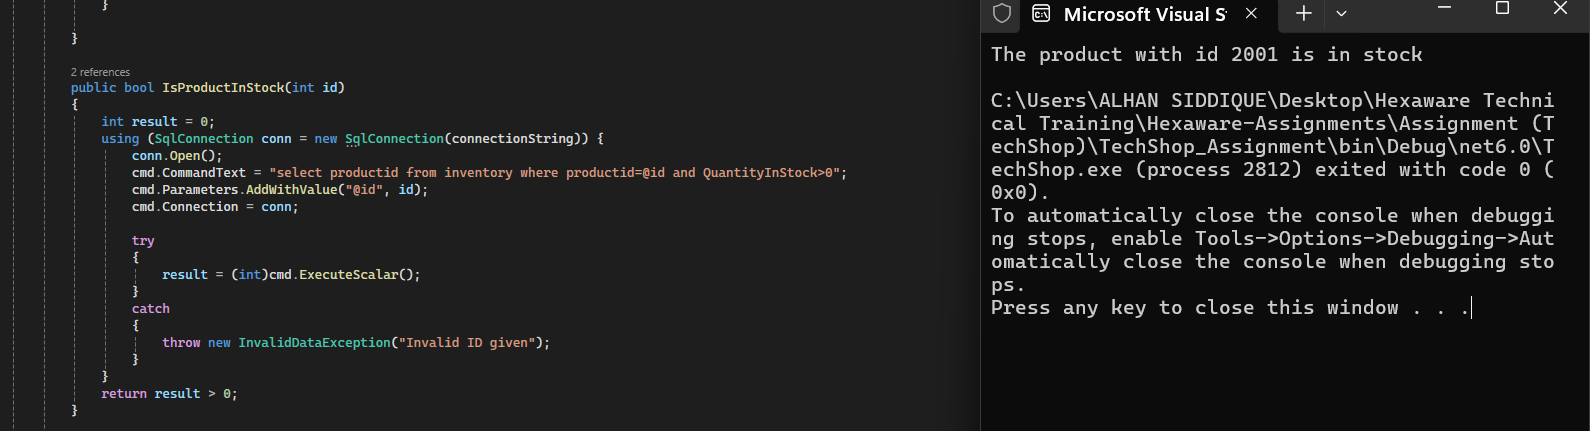 }
}
2 references
public bool IsProductInStock(int id)
{
int result = 0;
using (SqlConnection conn = new SqlConnection(connectionString)) {
conn.Open();
cmd.CommandText = "select productid from inventory where productid=@id and QuantityInStock>0";
cmd.Parameters.AddWithValue("@id", id);
cmd.Connection = conn;
try
{
result = (int)cmd.ExecuteScalar();
}
catch
{
throw new InvalidDataException("Invalid ID given");
}
}
return result > 0;
}
Microsoft Visual S
The product with id 2001 is in stock
C:\Users\ALHAN SIDDIQUE\Desktop\Hexaware Techni
cal Training\Hexaware-Assignments\Assignment (T
echShop)\TechShop_Assignment\bin\Debug\net6.0\T
echShop.exe (process 2812) exited with code 0 (
0x0).
To automatically close the console when debuggi
ng stops, enable Tools->Options->Debugging->Aut
omatically close the console when debugging sto
ps.
Press any key to close this window . . .